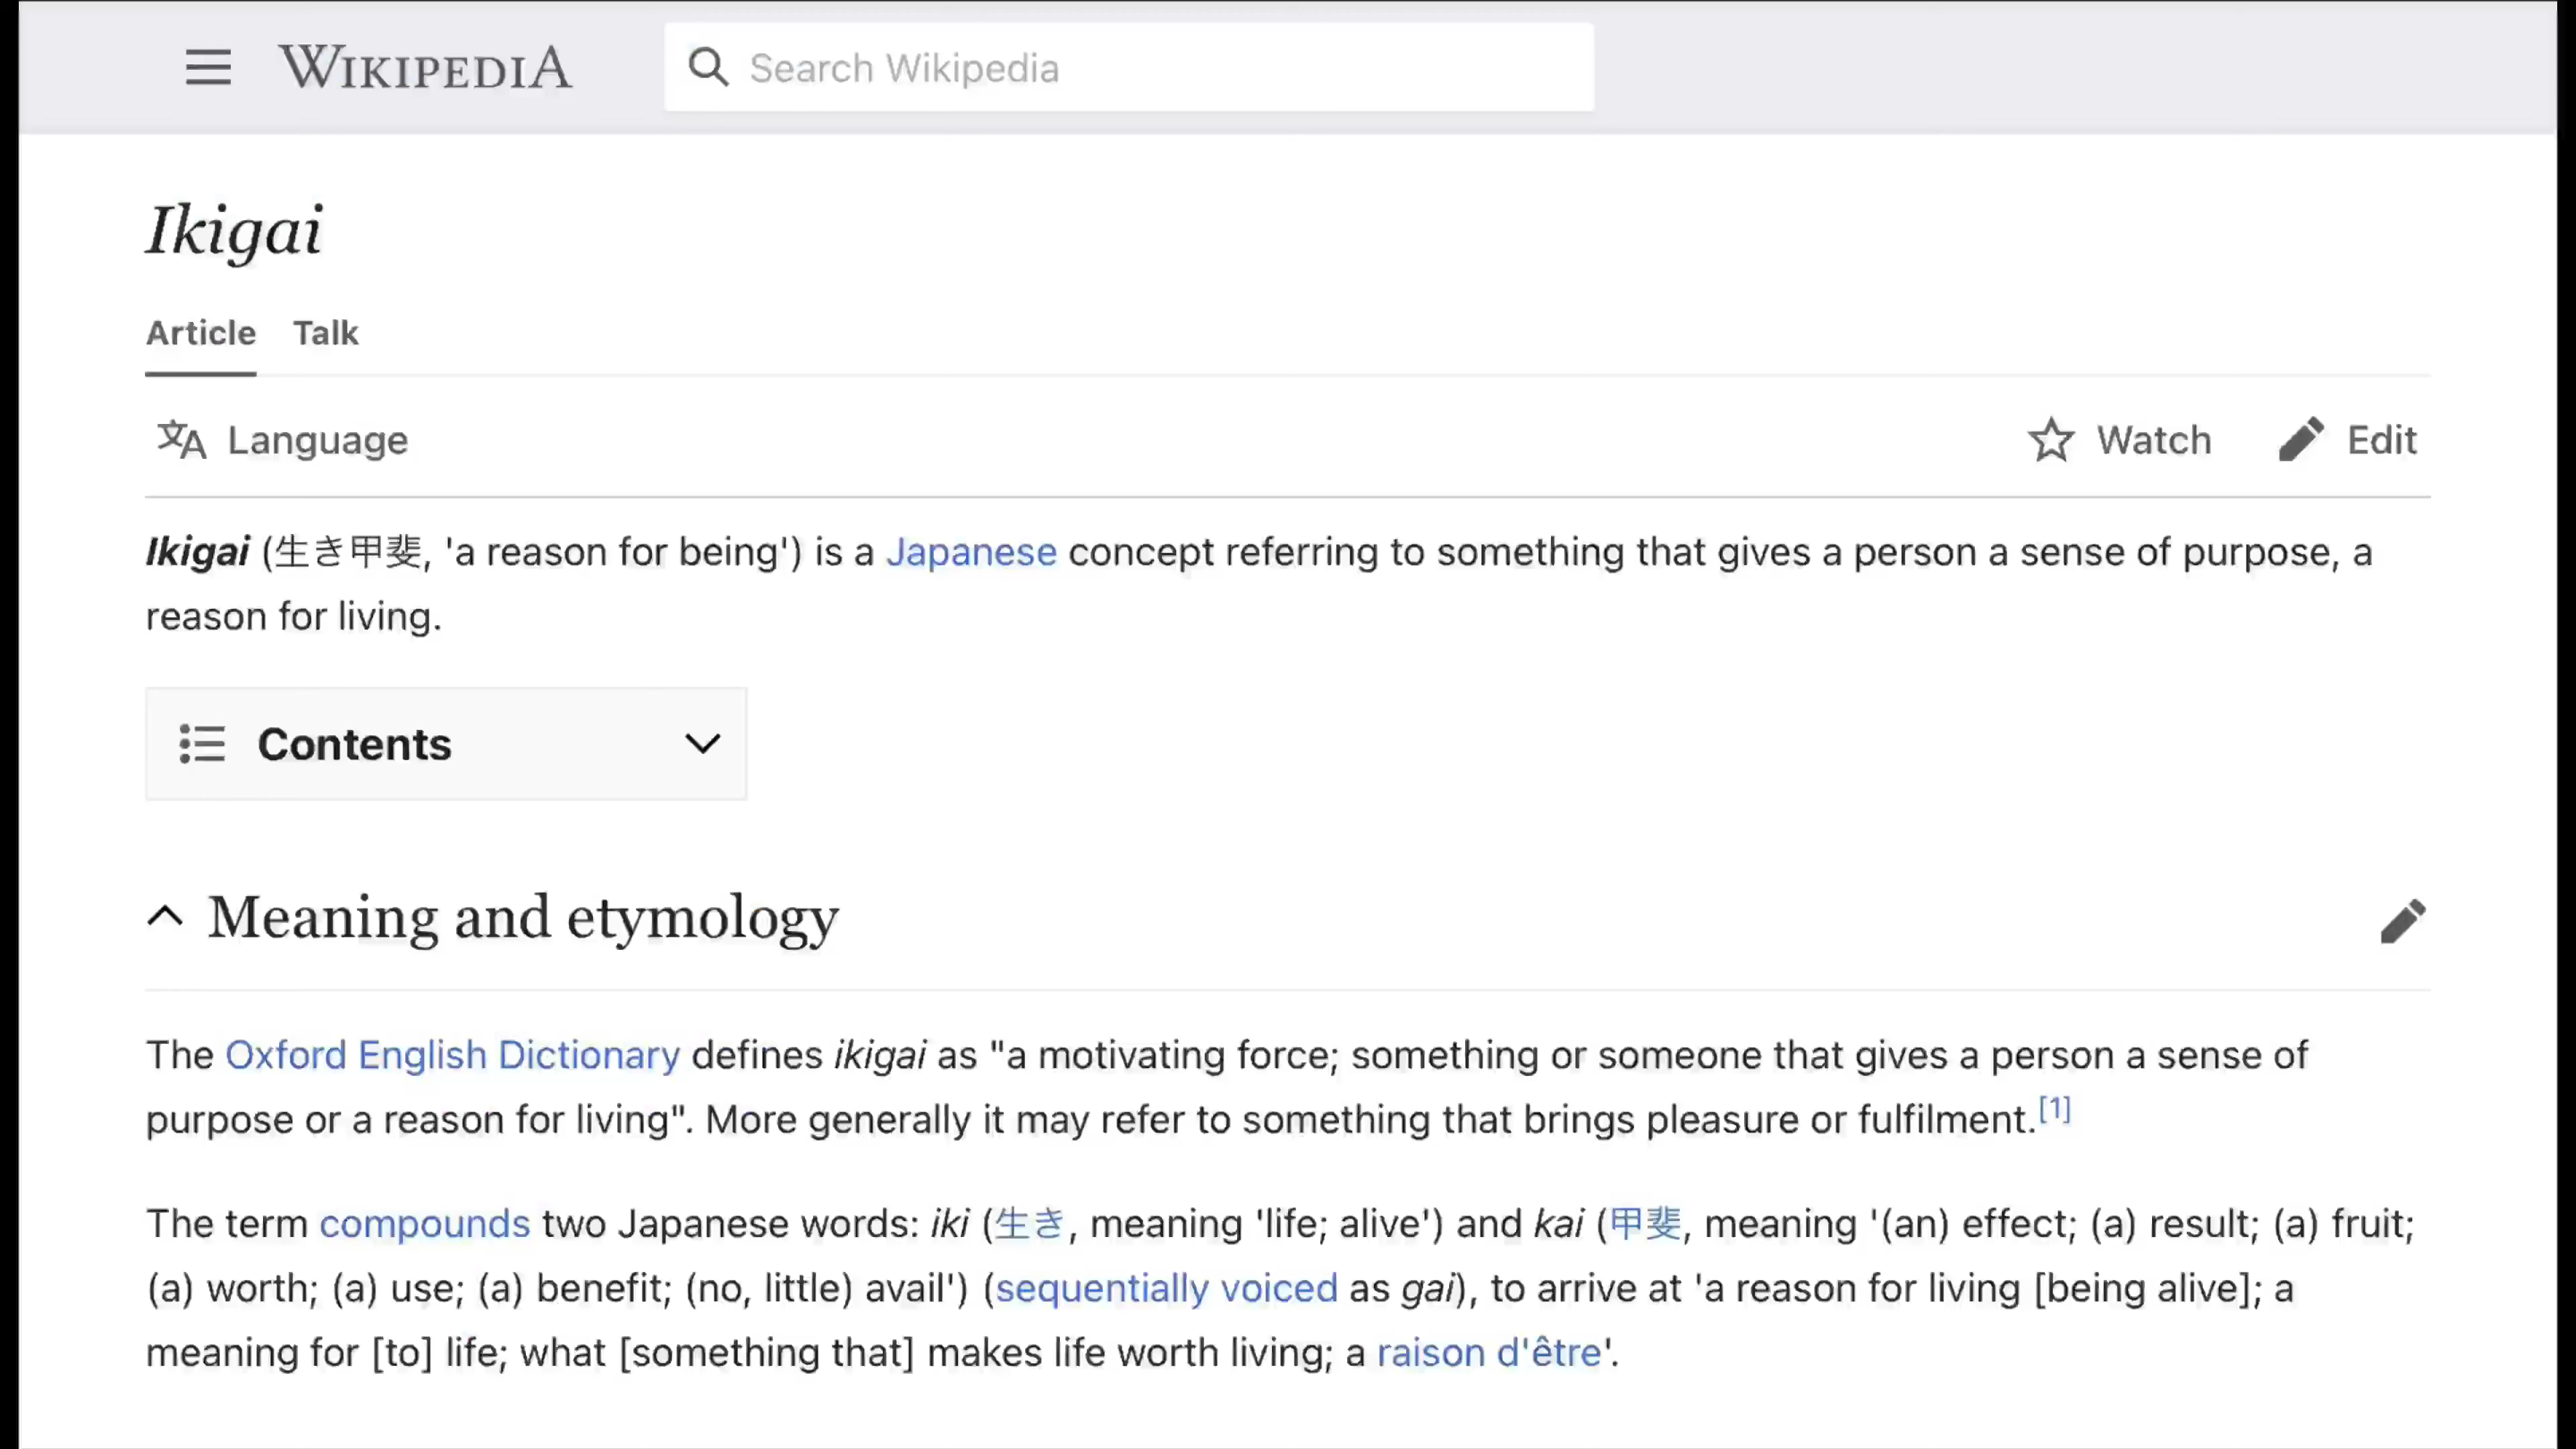 WIKIPEDIA
Search Wikipedia
Ikigai
Article Talk
Language
Watch Edit
Ikigai (生き甲斐, 'a reason for being') is a Japanese concept referring to something that gives a person a sense of purpose, a
reason for living.
Contents
Meaning and etymology
The Oxford English Dictionary defines ikigai as "a motivating force; something or someone that gives a person a sense of
purpose or a reason for living". More generally it may refer to something that brings pleasure or fulfilment.[1]
The term compounds two Japanese words: iki (生き, meaning 'life; alive') and kai (甲斐, meaning '(an) effect; (a) result; (a) fruit;
(a) worth; (a) use; (a) benefit; (no, little) avail') (sequentially voiced as gai), to arrive at 'a reason for living [being alive]; a
meaning for [to] life; what [something that] makes life worth living; a raison d'être'.